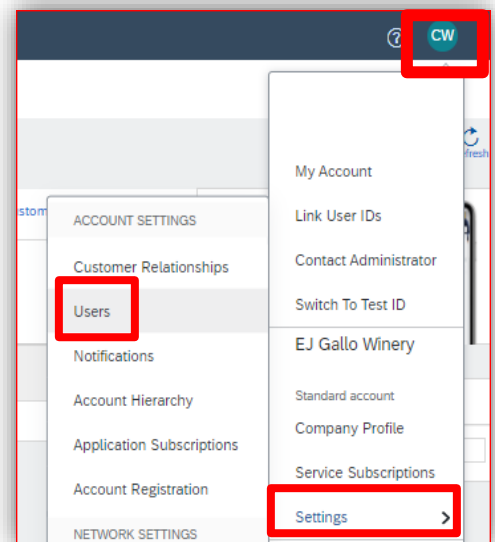 CW
My Account
Link User IDs
Contact Administrator
Switch To Test ID
EJ Gallo Winery
Standard account
Company Profile
Service Subscriptions
Settings
ACCOUNT SETTINGS
Customer Relationships
Users
Notifications
Account Hierarchy
Application Subscriptions
Account Registration
NETWORK SETTINGS